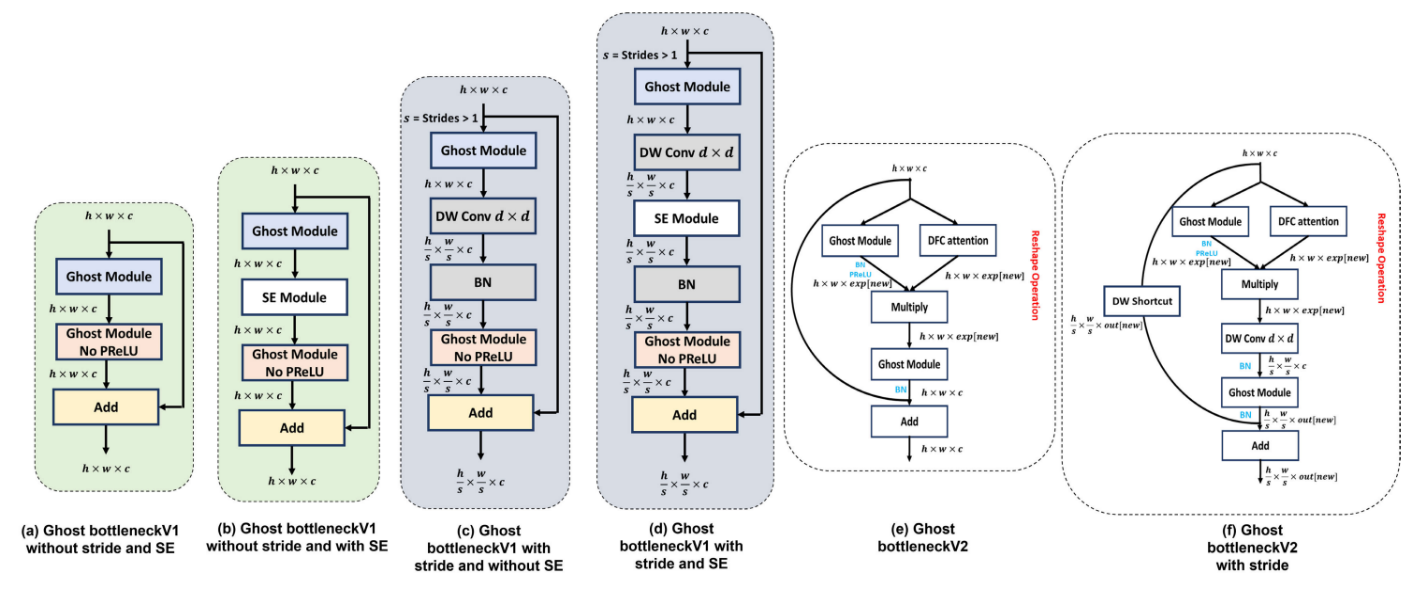 h × w × c
Ghost Module
h × w × c
Ghost Module
No PReLU
h × w × c
Add
h × w × c
(a) Ghost bottleneckV1
without stride and SE
h × w × c
Ghost Module
h × w × c
SE Module
h × w × c
Ghost Module
No PReLU
h × w × c
Add
h × w × c
(b) Ghost bottleneckV1
without stride and with SE
h × w × c
s = Strides > 1
Ghost Module
h × w × c
DW Conv d × d
h/s × w/s × c
BN
h/s × w/s × c
Ghost Module
No PReLU
h/s × w/s × c
Add
h/s × w/s × c
(c) Ghost
bottleneckV1 with
stride and without SE
h × w × c
s = Strides > 1
Ghost Module
h × w × c
DW Conv d × d
h/s × w/s × c
SE Module
h/s × w/s × c
BN
h/s × w/s × c
Ghost Module
No PReLU
h/s × w/s × c
Add
h/s × w/s × c
(d) Ghost
bottleneckV1 with
stride and SE
h × w × c
Ghost Module
DFC attention
BN
PReLU
h × w × exp[new]
h × w × exp[new]
Multiply
h × w × exp[new]
Ghost Module
BN
h × w × c
Add
h × w × c
Reshape Operation
(e) Ghost
bottleneckV2
h × w × c
Ghost Module
DFC attention
BN
PReLU
h × w × exp[new]
h × w × exp[new]
Multiply
DW Shortcut
h × w × exp[new]
h/s × w/s × out[new]
DW Conv d × d
BN
h/s × w/s × c
Ghost Module
BN
h/s × w/s × out[new]
Add
h/s × w/s × out[new]
Reshape Operation
(f) Ghost
bottleneckV2
with stride